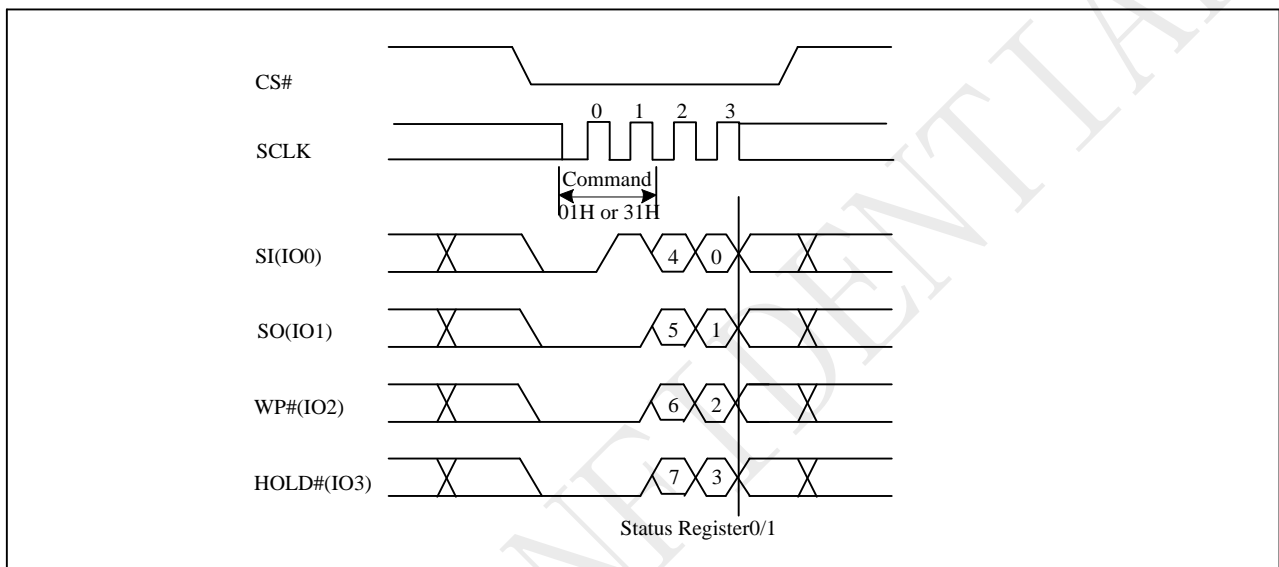 CS#
0 1 2 3
SCLK
Command
01H or 31H
SI(IO0)
4 0
SO(IO1)
5 1
WP#(IO2)
6 2
HOLD#(IO3)
7 3
Status Register0/1
NFIDENTIA